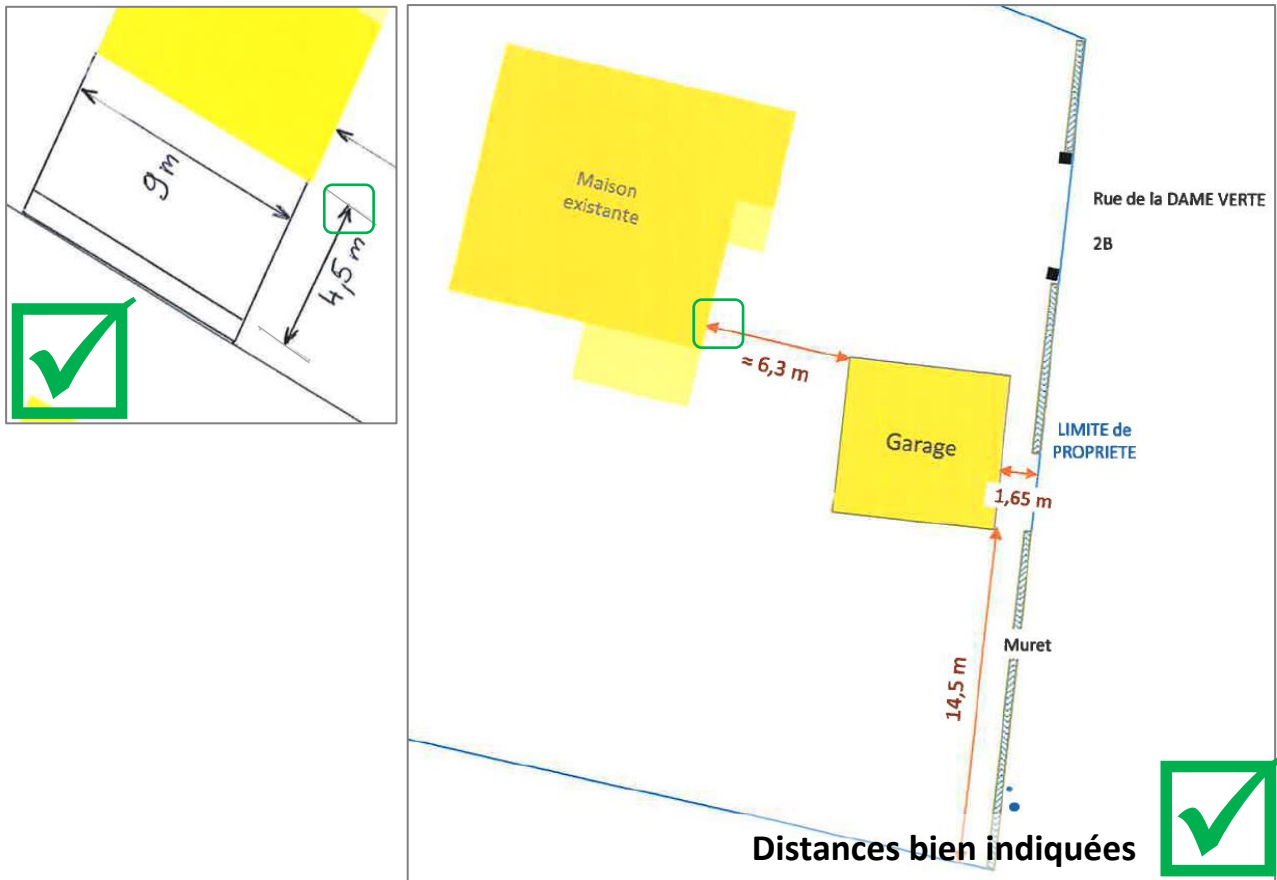 9 m
4,5 m
Maison
existante
Rue de la DAME VERTE
2B
≈ 6,3 m
Garage
LIMITE de
PROPRIETE
1,65 m
Muret
14,5 m
Distances bien indiquées